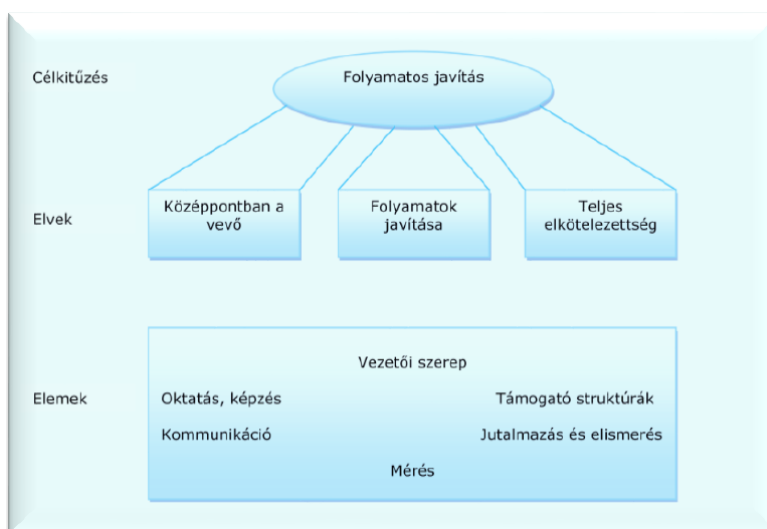 Célkitűzés
Folyamatos javítás
Elvek
Középpontban a
vevő
Folyamatok
javítása
Teljes
elkötelezettség
Elemek
Vezetői szerep
Oktatás, képzés
Támogató struktúrák
Kommunikáció
Jutalmazás és elismerés
Mérés